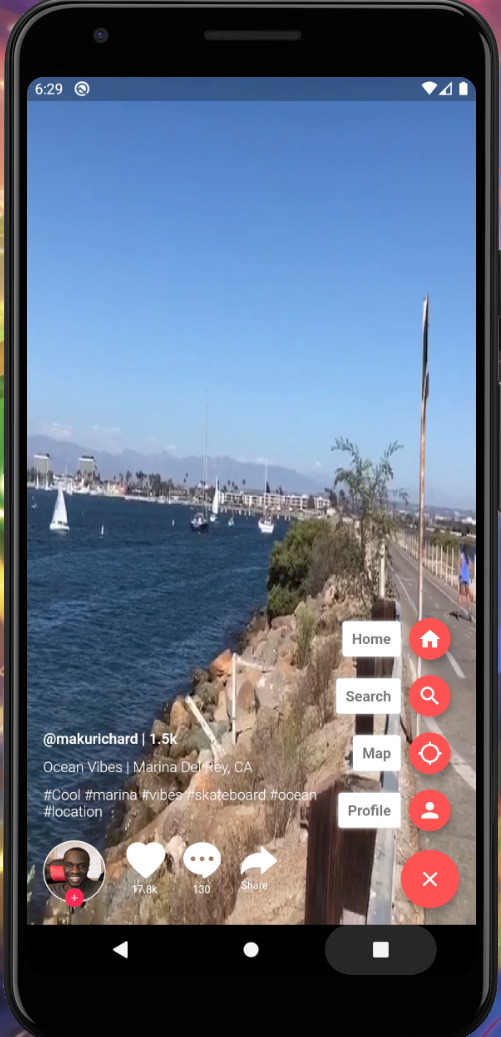 6:29
Home
Search
@makurichard | 1.5k
Map
Ocean Vibes | Marina Del Rey, CA
#Cool #marina #vibes #skateboard #ocean
#location
Profile
17.8k
130
Share